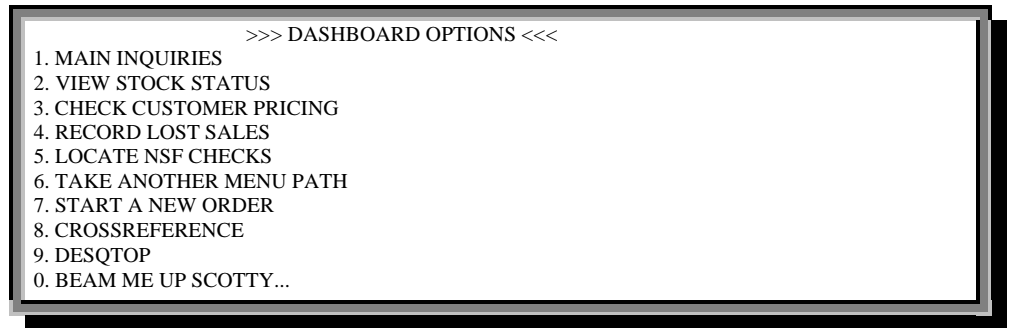 >>> DASHBOARD OPTIONS <<<
1. MAIN INQUIRIES
2. VIEW STOCK STATUS
3. CHECK CUSTOMER PRICING
4. RECORD LOST SALES
5. LOCATE NSF CHECKS
6. TAKE ANOTHER MENU PATH
7. START A NEW ORDER
8. CROSSREFERENCE
9. DESQTOP
0. BEAM ME UP SCOTTY...